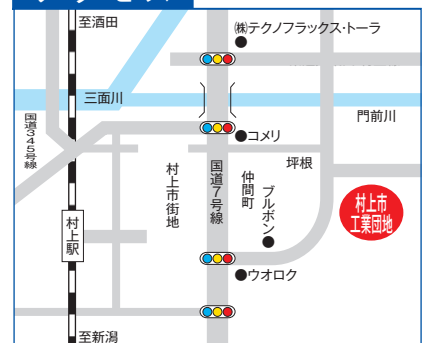 至酒田
㈱テクノフラックス・トーラ
三面川
門前川
国道345号線
コメリ
坪根
村上市街地
国道7号線
仲間町
ブルボン
村上市
工業団地
村上駅
ウオロク
至新潟